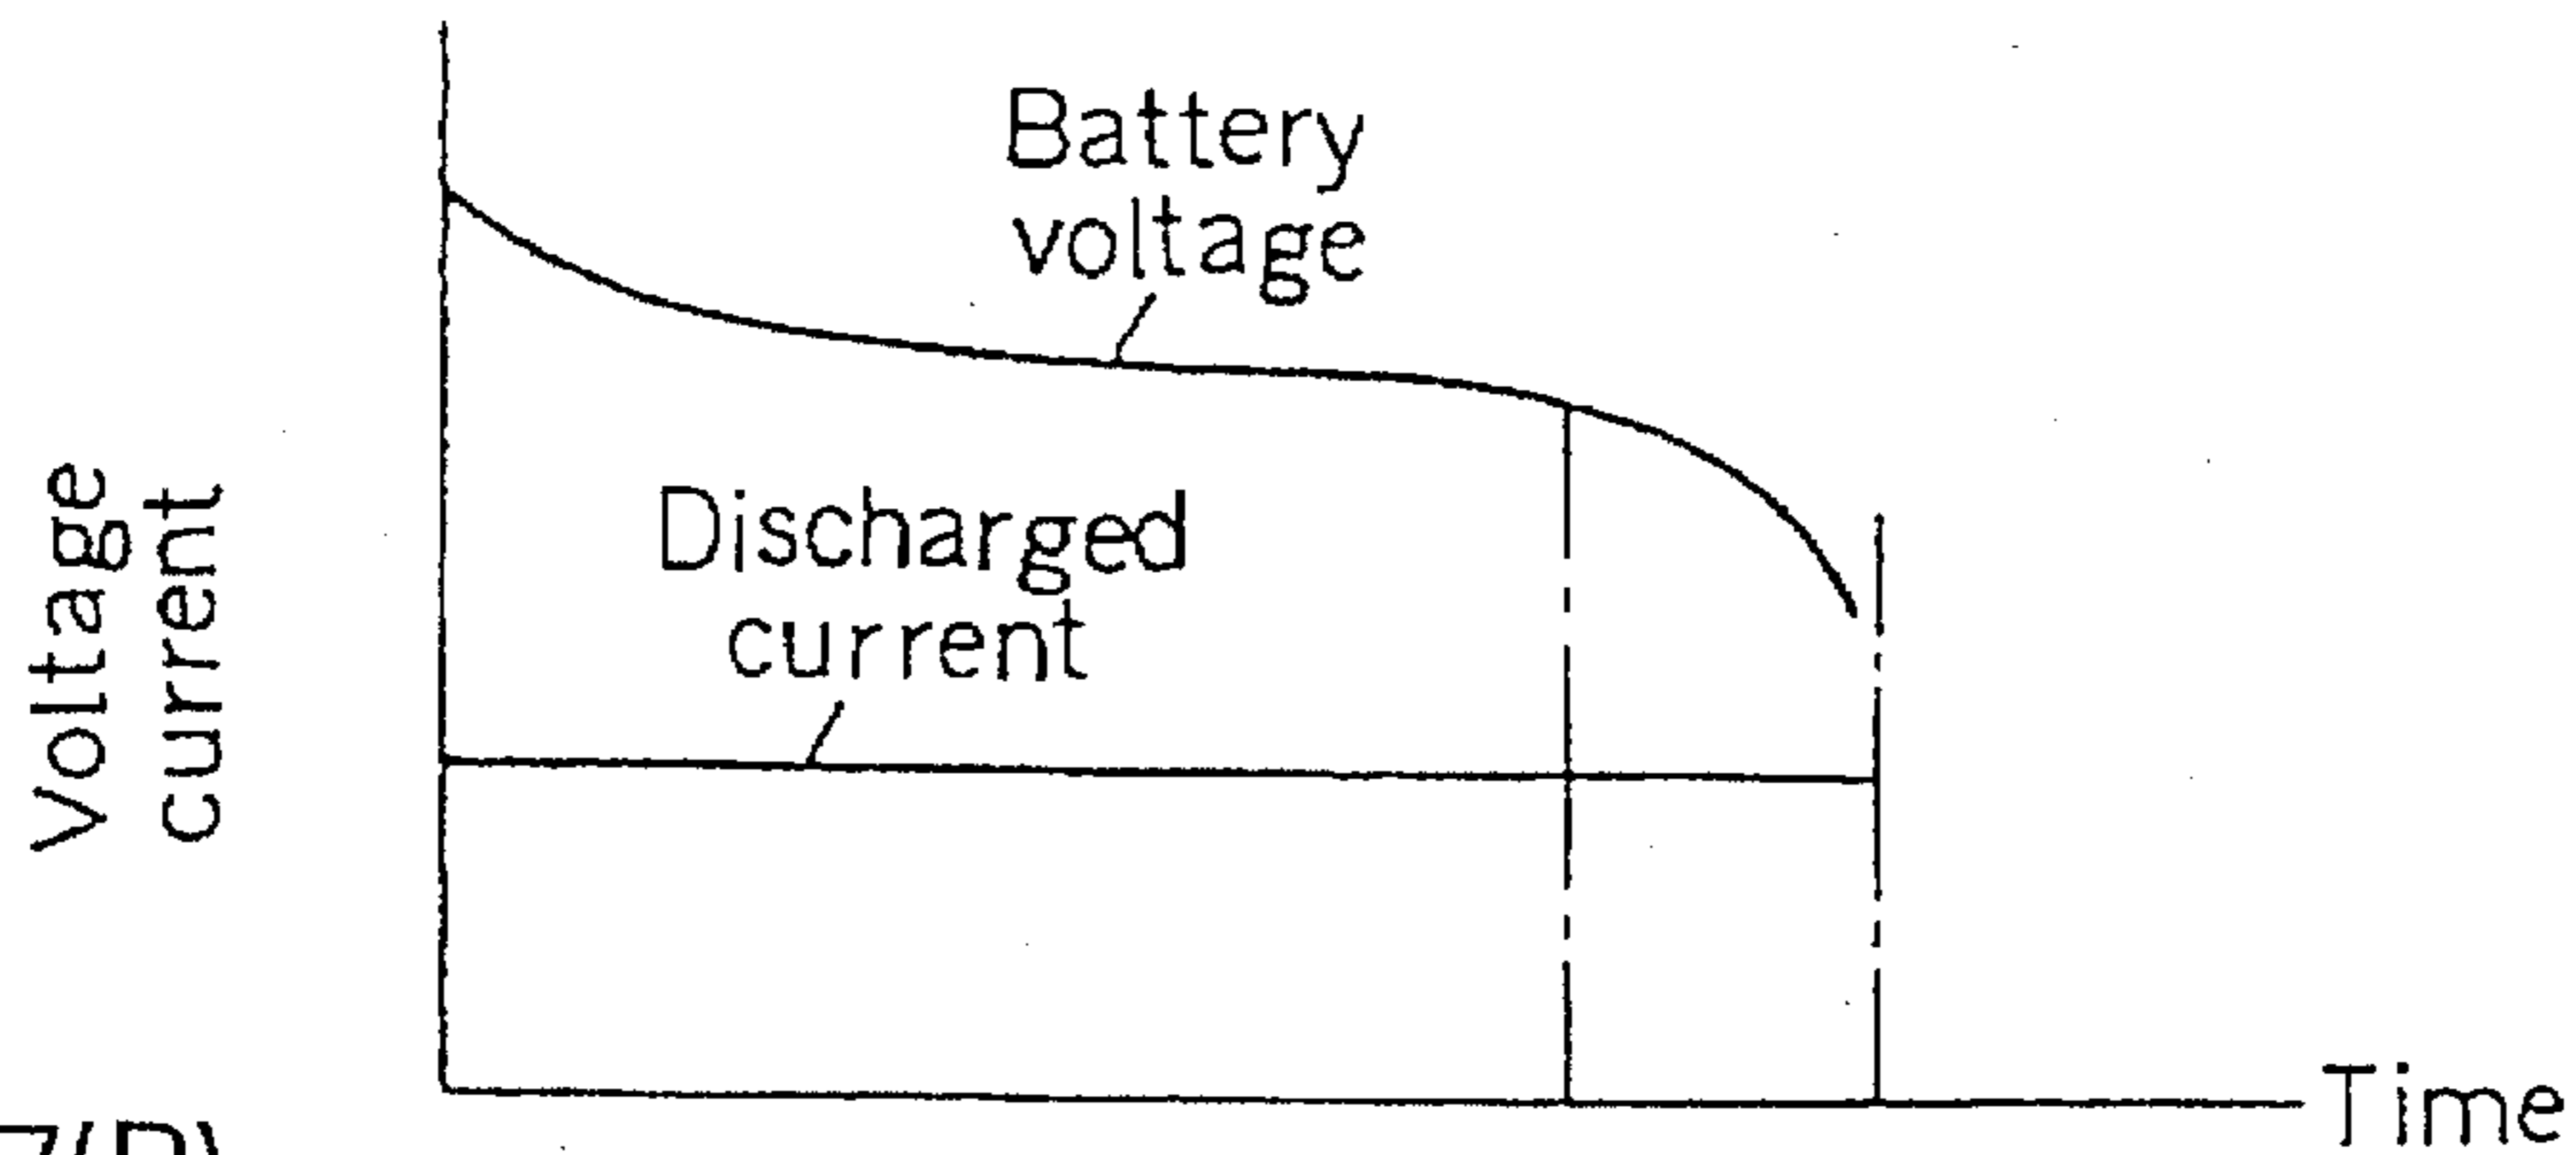 Battery
voltage
Discharged
current
Voltage
current
Time